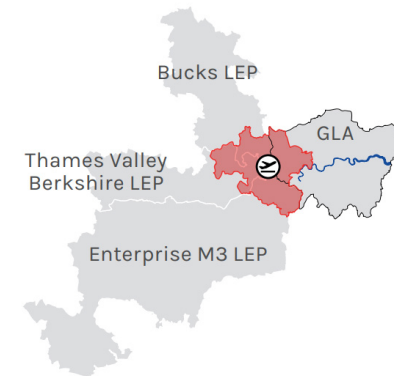 Bucks LEP
GLA
Thames Valley
Berkshire LEP
Enterprise M3 LEP